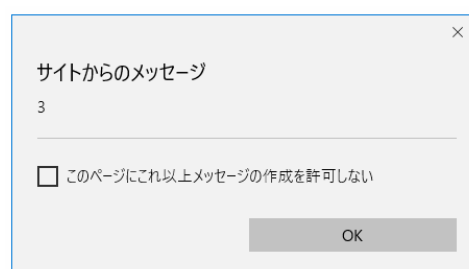 サイトからのメッセージ
3
このページにこれ以上メッセージの作成を許可しない
OK